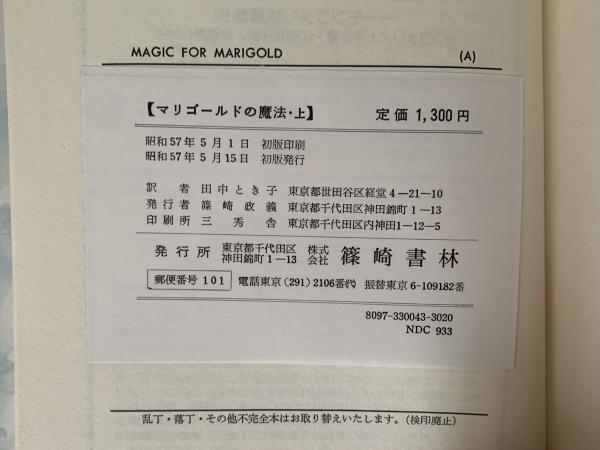 MAGIC FOR MARIGOLD (A)
【マリゴールドの魔法・上】 定価 1,300円
昭和57年5月1日 初版印刷
昭和57年5月15日 初版発行
訳者 田中とき子 東京都世田谷区経堂4―21―10
発行者 篠崎政義 東京都千代田区神田錦町1―13
印刷所 三秀舎 東京都千代田区内神田1―12―5
発行所 東京都千代田区神田錦町1―13 株式会社 篠崎書林
郵便番号101 電話東京(291)2106番㈹ 振替東京6-109182番
8097-330043-3020
NDC 933
乱丁・落丁・その他不完全本はお取り替えいたします。(検印廃止)